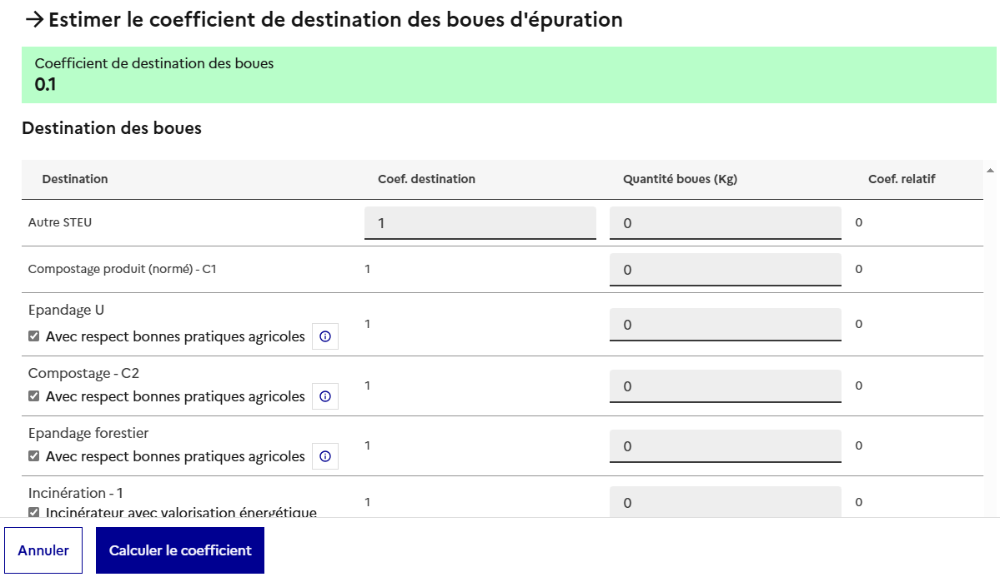 → Estimer le coefficient de destination des boues d'épuration
Coefficient de destination des boues
0.1
Destination des boues
Destination Coef. destination Quantité boues (Kg) Coef. relatif
Autre STEU 1 0 0
Compostage produit (normé) - C1 1 0 0
Epandage U
Avec respect bonnes pratiques agricoles 1 0 0
Compostage - C2
Avec respect bonnes pratiques agricoles 1 0 0
Epandage forestier
Avec respect bonnes pratiques agricoles 1 0 0
Incinération - 1
Incinérateur avec valorisation énergétique 1 0 0
Annuler Calculer le coefficient